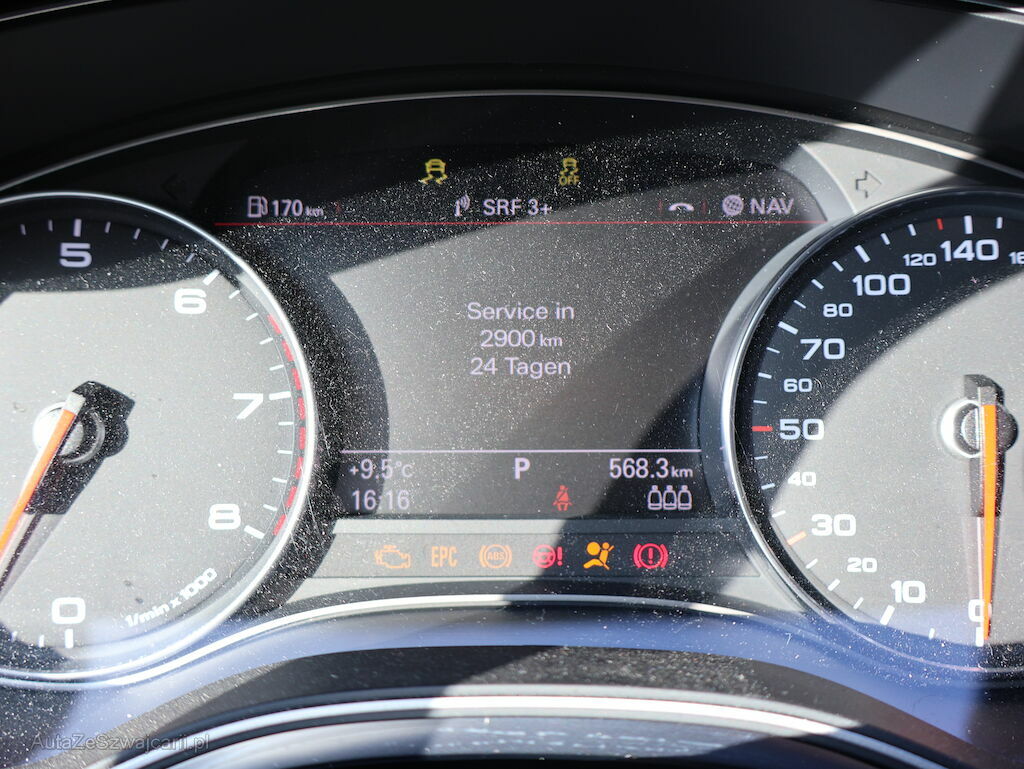 OFF
170 km
SRF 3+
NAV
5
6
7
8
0
1/min x 1000
Service in
2900 km
24 Tagen
+9.5°C
P
568.3 km
16:16
EPC
ABS
140
120
100
80
70
60
50
40
30
20
10
0
AutaZeSzwajcarii.pl